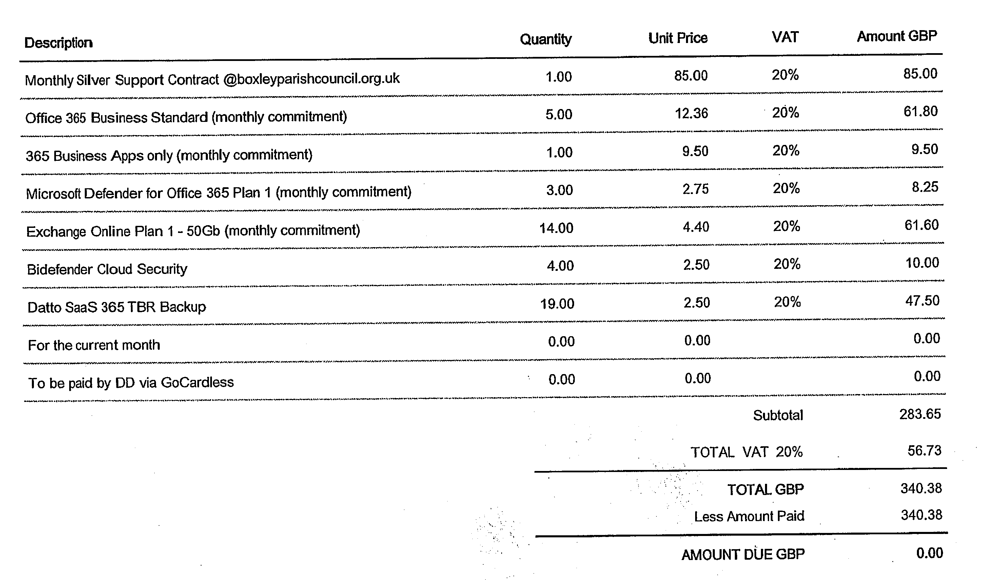 Description Quantity Unit Price VAT Amount GBP
Monthly Silver Support Contract @boxleyparishcouncil.org.uk 1.00 85.00 20% 85.00
Office 365 Business Standard (monthly commitment) 5.00 12.36 20% 61.80
365 Business Apps only (monthly commitment) 1.00 9.50 20% 9.50
Microsoft Defender for Office 365 Plan 1 (monthly commitment) 3.00 2.75 20% 8.25
Exchange Online Plan 1 - 50Gb (monthly commitment) 14.00 4.40 20% 61.60
Bidefender Cloud Security 4.00 2.50 20% 10.00
Datto SaaS 365 TBR Backup 19.00 2.50 20% 47.50
For the current month 0.00 0.00 0.00
To be paid by DD via GoCardless 0.00 0.00 0.00
Subtotal 283.65
TOTAL VAT 20% 56.73
TOTAL GBP 340.38
Less Amount Paid 340.38
AMOUNT DUE GBP 0.00